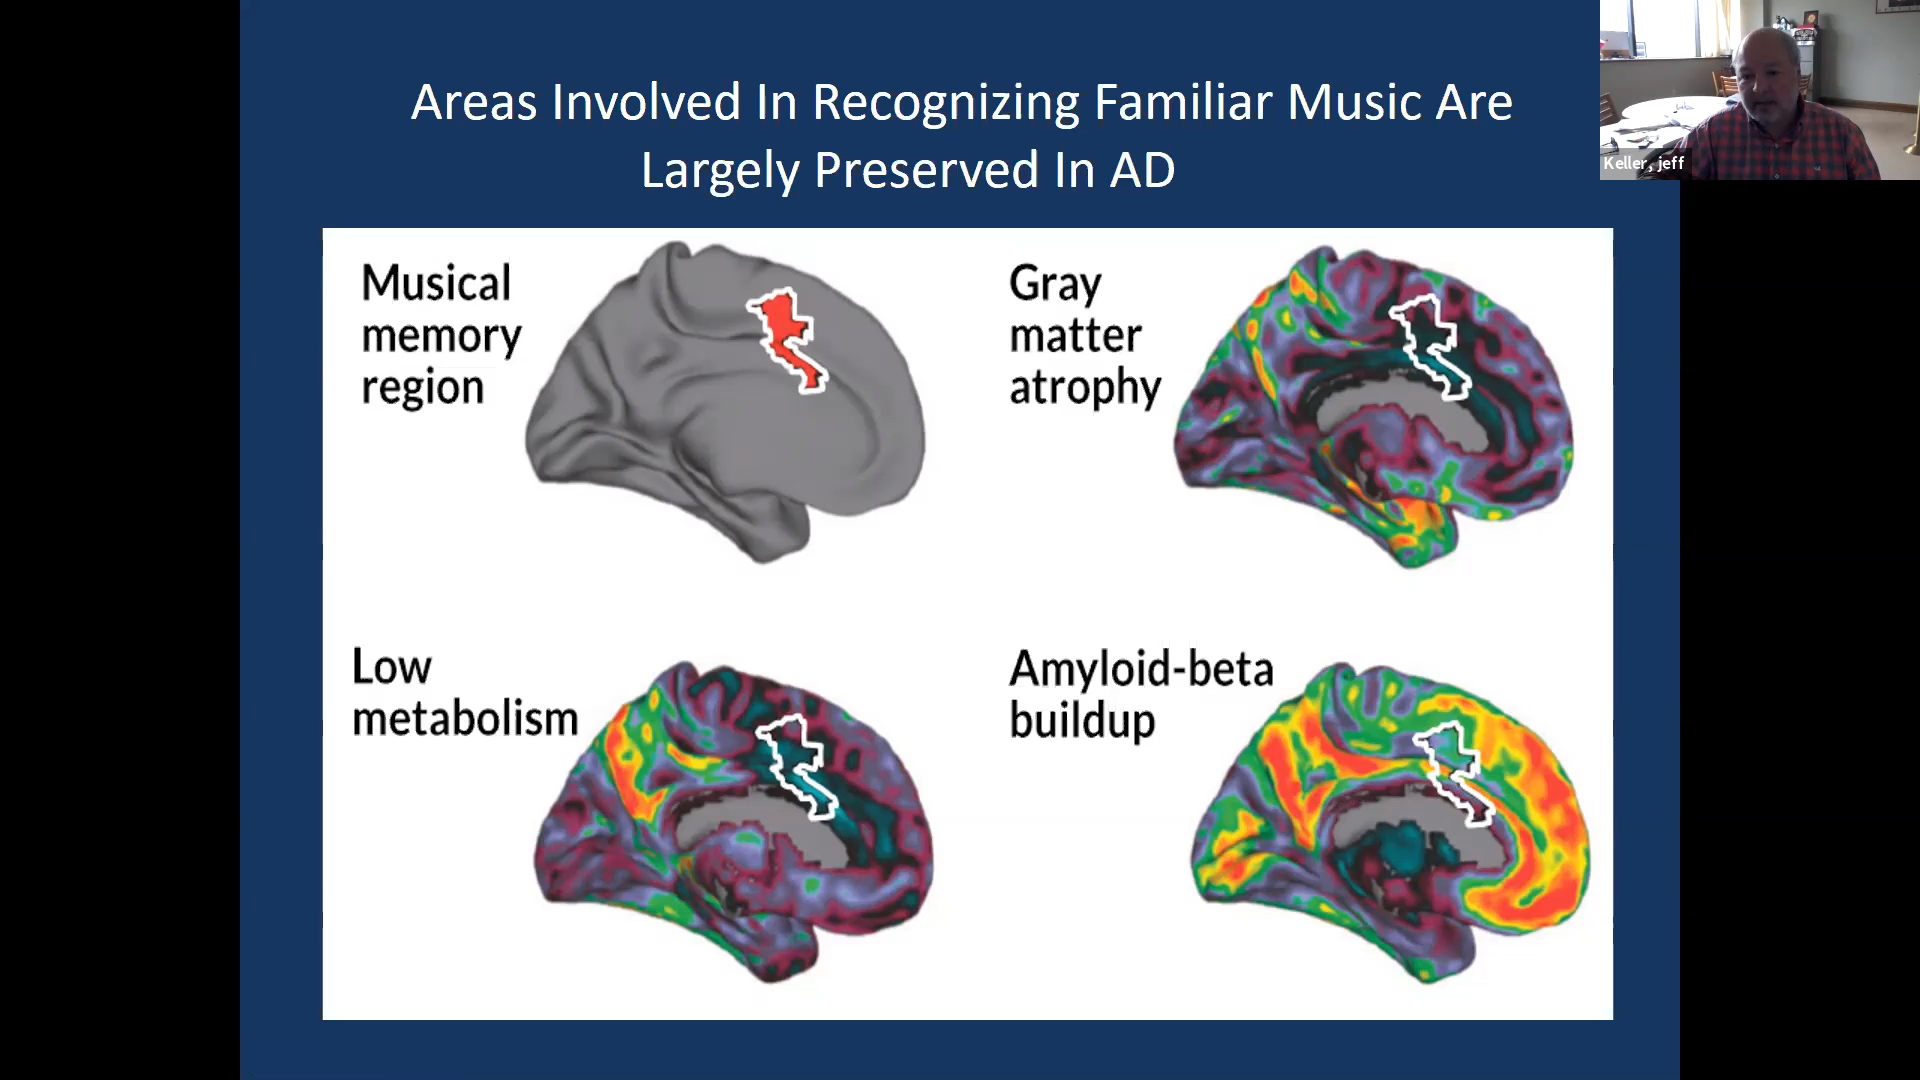 Areas Involved In Recognizing Familiar Music Are
Largely Preserved In AD
Keller, jeff
Musical
memory
region
Gray
matter
atrophy
Low
metabolism
Amyloid-beta
buildup